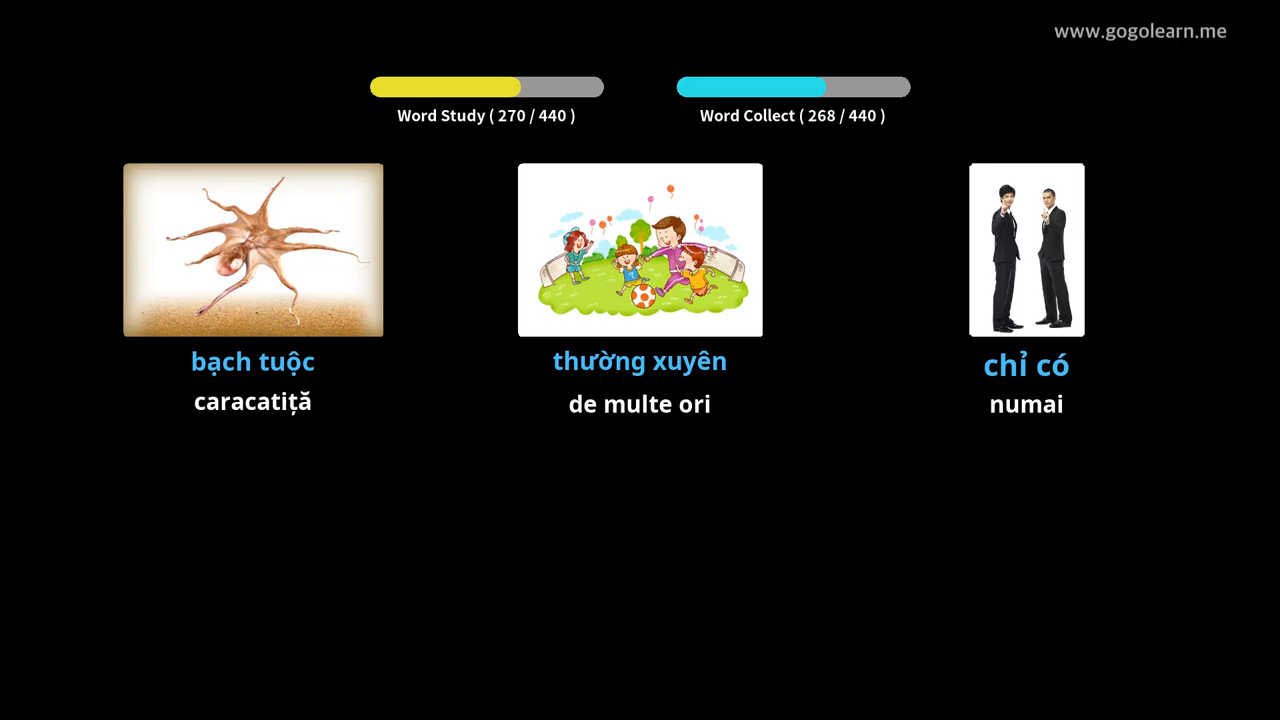 www.gogolearn.me
Word Study ( 270 / 440 )
Word Collect ( 268 / 440 )
bạch tuộc
caracatiță
thường xuyên
de multe ori
chỉ có
numai